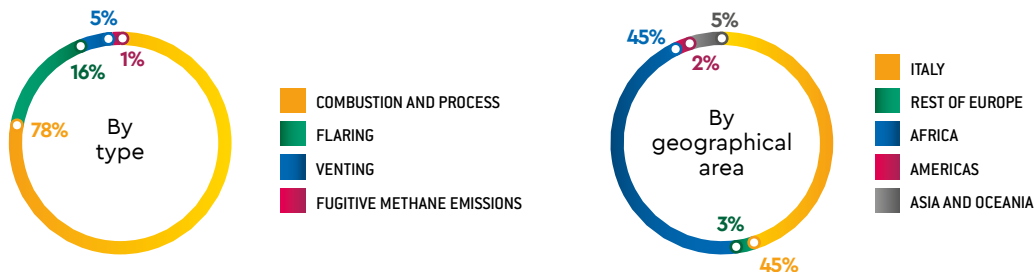 5%
1%
16%
78%
By
type
COMBUSTION AND PROCESS
FLARING
VENTING
FUGITIVE METHANE EMISSIONS
5%
45%
2%
By
geographical
area
3%
45%
ITALY
REST OF EUROPE
AFRICA
AMERICAS
ASIA AND OCEANIA